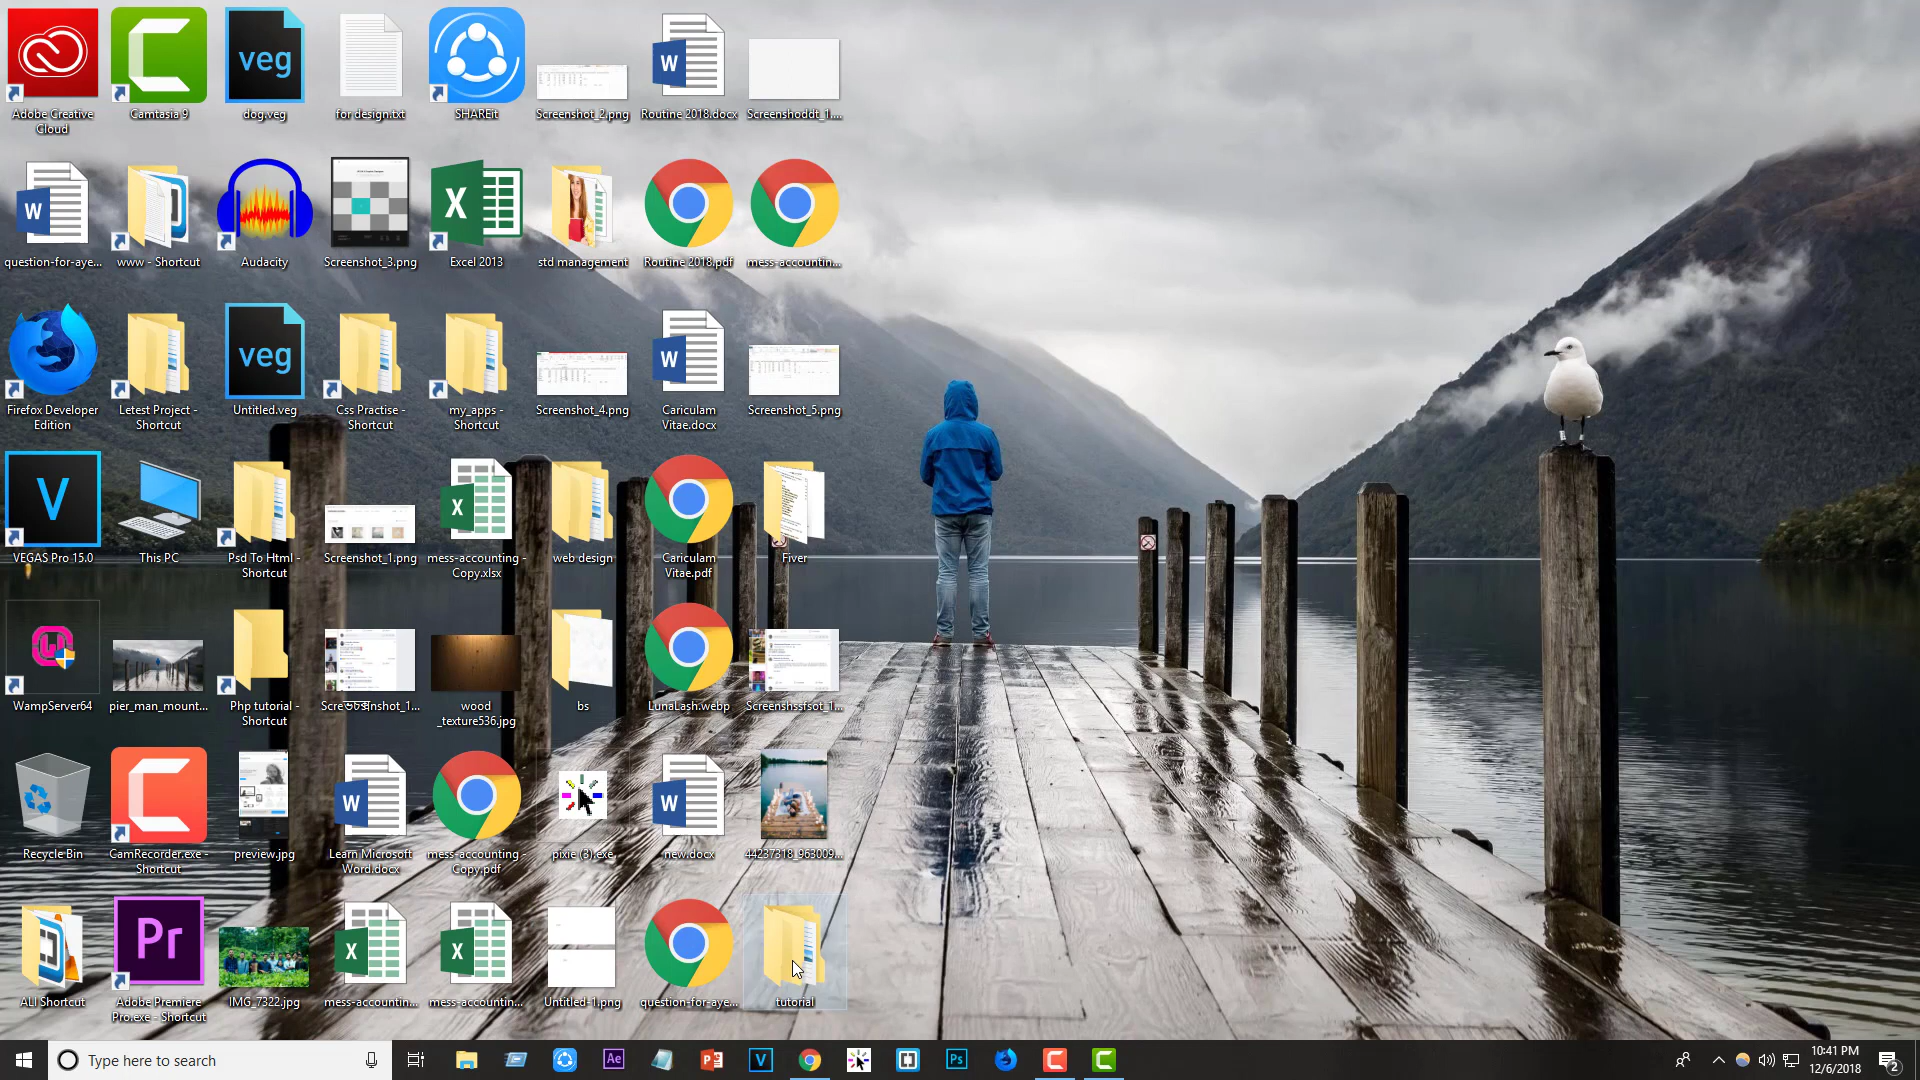 Adobe Creative
Cloud
Camtasia 9
veg
dog.veg
for design.txt
SHAREit
Screenshot_2.png
W
Routine 2018.docx
Screenshoddt_1....
W
question-for-aye...
www - Shortcut
Audacity
Screenshot_3.png
X
Excel 2013
std management
Routine 2018.pdf
mess-accountin...
Firefox Developer
Edition
Letest Project -
Shortcut
veg
Untitled.veg
Css Practise -
Shortcut
my_apps -
Shortcut
Screenshot_4.png
W
Cariculam
Vitae.docx
Screenshot_5.png
V
VEGAS Pro 15.0
This PC
Psd To Html -
Shortcut
Screenshot_1.png
X
mess-accounting -
Copy.xlsx
web design
Cariculam
Vitae.pdf
Fiver
WampServer64
pier_man_mount...
Php tutorial -
Shortcut
wood
_texture536.jpg
bs
LunaLash.webp
Screenshssfsot_1...
Recycle Bin
CamRecorder.exe -
Shortcut
preview.jpg
W
Learn Microsoft
Word.docx
mess-accounting -
Copy.pdf
pixie (3).exe
W
new.docx
44237318_963009...
ALI Shortcut
Pr
Adobe Premiere
Pro.exe - Shortcut
IMG_7322.jpg
X
mess-accountin...
X
mess-accountin...
Untitled-1.png
question-for-aye...
tutorial
Type here to search
Ae
V
Ps
10:41 PM
12/6/2018
2